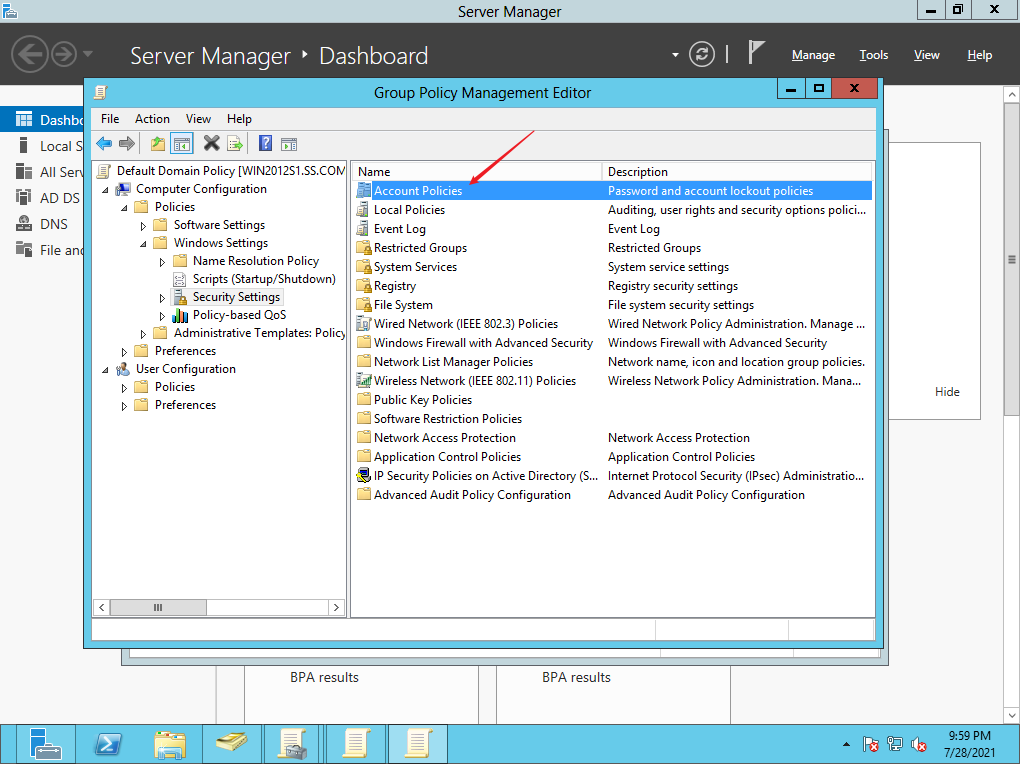 Server Manager
Server Manager ‣ Dashboard
Manage Tools View Help
Group Policy Management Editor
File Action View Help
Dashbo
Local S
All Serv
AD DS
DNS
File and
Default Domain Policy [WIN2012S1.SS.COM
Computer Configuration
Policies
Software Settings
Windows Settings
Name Resolution Policy
Scripts (Startup/Shutdown)
Security Settings
Policy-based QoS
Administrative Templates: Policy
Preferences
User Configuration
Policies
Preferences
Name Description
Account Policies Password and account lockout policies
Local Policies Auditing, user rights and security options polici...
Event Log Event Log
Restricted Groups Restricted Groups
System Services System service settings
Registry Registry security settings
File System File system security settings
Wired Network (IEEE 802.3) Policies Wired Network Policy Administration. Manage ...
Windows Firewall with Advanced Security Windows Firewall with Advanced Security
Network List Manager Policies Network name, icon and location group policies.
Wireless Network (IEEE 802.11) Policies Wireless Network Policy Administration. Mana...
Public Key Policies
Software Restriction Policies
Network Access Protection Network Access Protection
Application Control Policies Application Control Policies
IP Security Policies on Active Directory (S... Internet Protocol Security (IPsec) Administratio...
Advanced Audit Policy Configuration Advanced Audit Policy Configuration
Hide
BPA results BPA results
9:59 PM
7/28/2021